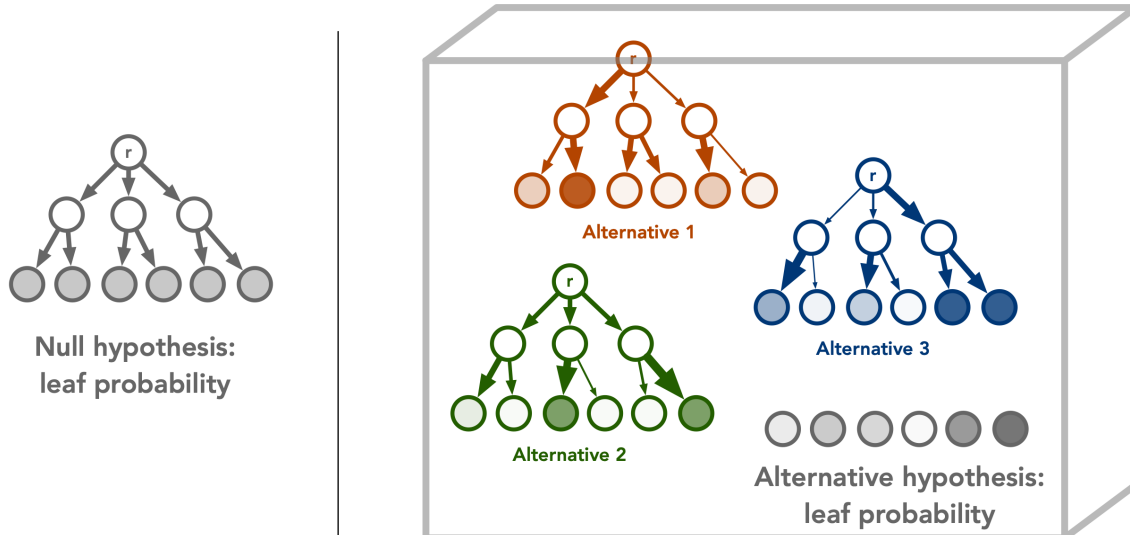 r
Null hypothesis:
leaf probability
r
Alternative 1
r
Alternative 3
r
Alternative 2
Alternative hypothesis:
leaf probability